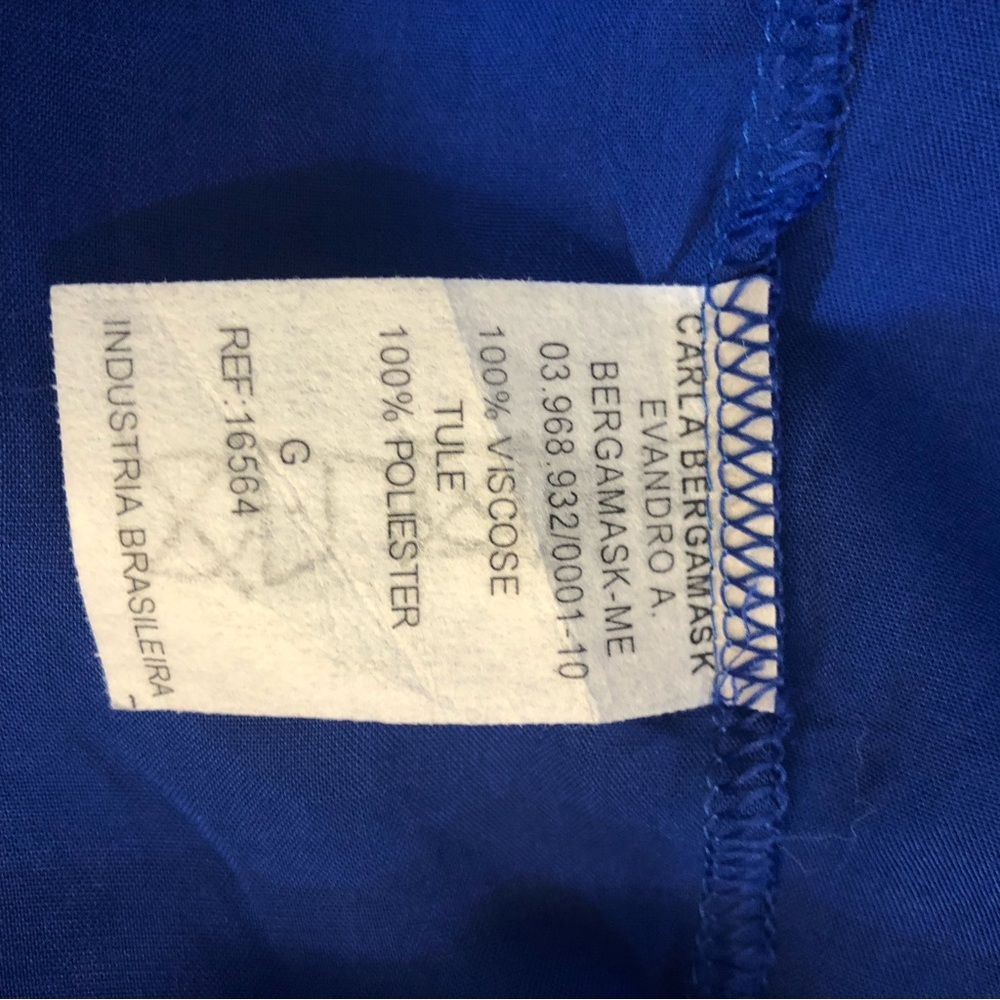 CARLA BERGAMASK
EVANDRO A.
BERGAMASK-ME
03.968.932/0001-10
100% VISCOSE
TULE
100% POLIESTER
G
REF:16564
INDUSTRIA BRASILEIRA